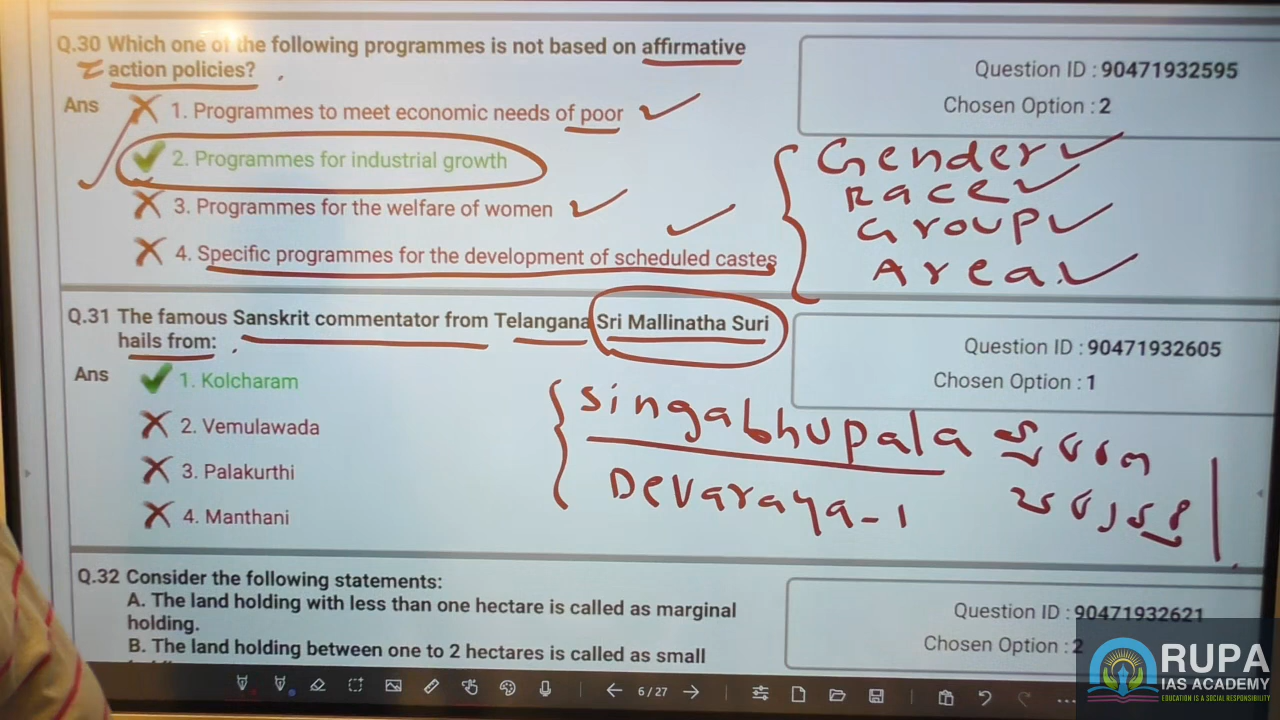 Q.30 Which one of the following programmes is not based on affirmative
action policies?
Ans
1. Programmes to meet economic needs of poor
2. Programmes for industrial growth
3. Programmes for the welfare of women
4. Specific programmes for the development of scheduled castes
Question ID : 90471932595
Chosen Option : 2
Gender
Race
Group
Area
Q.31 The famous Sanskrit commentator from Telangana Sri Mallinatha Suri
hails from:
Ans
1. Kolcharam
2. Vemulawada
3. Palakurthi
4. Manthani
Question ID : 90471932605
Chosen Option : 1
Singabhupala
Devaraya-1
Q.32 Consider the following statements:
A. The land holding with less than one hectare is called as marginal
holding.
B. The land holding between one to 2 hectares is called as small
Question ID : 90471932621
Chosen Option : 2
6 / 27
RUPA
IAS ACADEMY
EDUCATION IS A SOCIAL RESPONSIBILITY